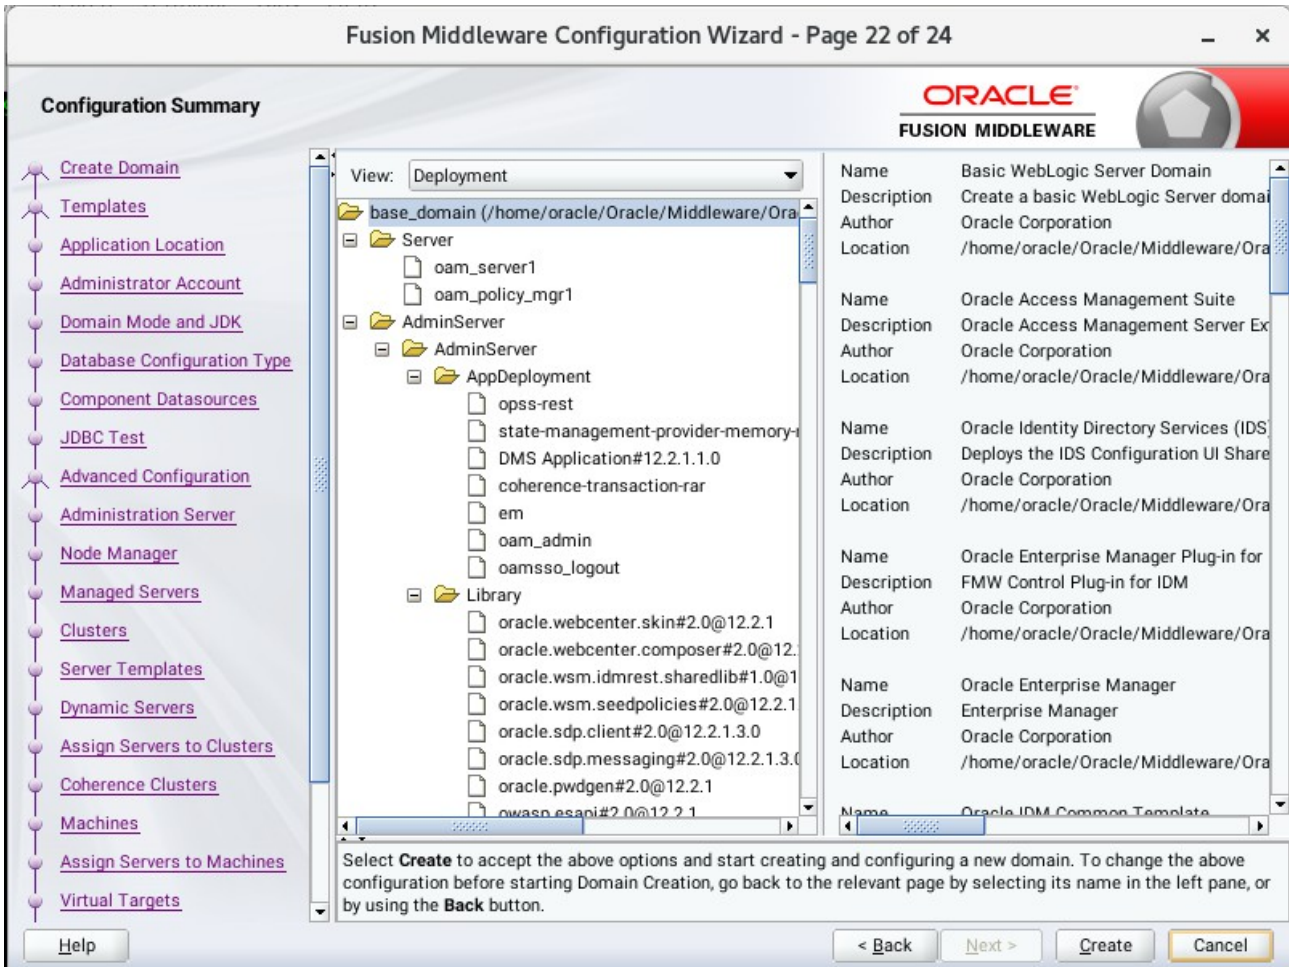 Fusion Middleware Configuration Wizard - Page 22 of 24
Configuration Summary
ORACLE
FUSION MIDDLEWARE
Create Domain
Templates
Application Location
Administrator Account
Domain Mode and JDK
Database Configuration Type
Component Datasources
JDBC Test
Advanced Configuration
Administration Server
Node Manager
Managed Servers
Clusters
Server Templates
Dynamic Servers
Assign Servers to Clusters
Coherence Clusters
Machines
Assign Servers to Machines
Virtual Targets
View: Deployment
base_domain (/home/oracle/Oracle/Middleware/Ora
Server
oam_server1
oam_policy_mgr1
AdminServer
AdminServer
AppDeployment
opss-rest
state-management-provider-memory-
DMS Application#12.2.1.1.0
coherence-transaction-rar
em
oam_admin
oamsso_logout
Library
oracle.webcenter.skin#2.0@12.2.1
oracle.webcenter.composer#2.0@12.
oracle.wsm.idmrest.sharedlib#1.0@1
oracle.wsm.seedpolicies#2.0@12.2.1
oracle.sdp.client#2.0@12.2.1.3.0
oracle.sdp.messaging#2.0@12.2.1.3.0
oracle.pwdgen#2.0@12.2.1
owasp.esapi#2.0@12.2.1
Name Basic WebLogic Server Domain
Description Create a basic WebLogic Server domai
Author Oracle Corporation
Location /home/oracle/Oracle/Middleware/Ora
Name Oracle Access Management Suite
Description Oracle Access Management Server Ex
Author Oracle Corporation
Location /home/oracle/Oracle/Middleware/Ora
Name Oracle Identity Directory Services (IDS)
Description Deploys the IDS Configuration UI Share
Author Oracle Corporation
Location /home/oracle/Oracle/Middleware/Ora
Name Oracle Enterprise Manager Plug-in for
Description FMW Control Plug-in for IDM
Author Oracle Corporation
Location /home/oracle/Oracle/Middleware/Ora
Name Oracle Enterprise Manager
Description Enterprise Manager
Author Oracle Corporation
Location /home/oracle/Oracle/Middleware/Ora
Name Oracle IDM Common Template
Select Create to accept the above options and start creating and configuring a new domain. To change the above
configuration before starting Domain Creation, go back to the relevant page by selecting its name in the left pane, or
by using the Back button.
Help
< Back
Next >
Create
Cancel